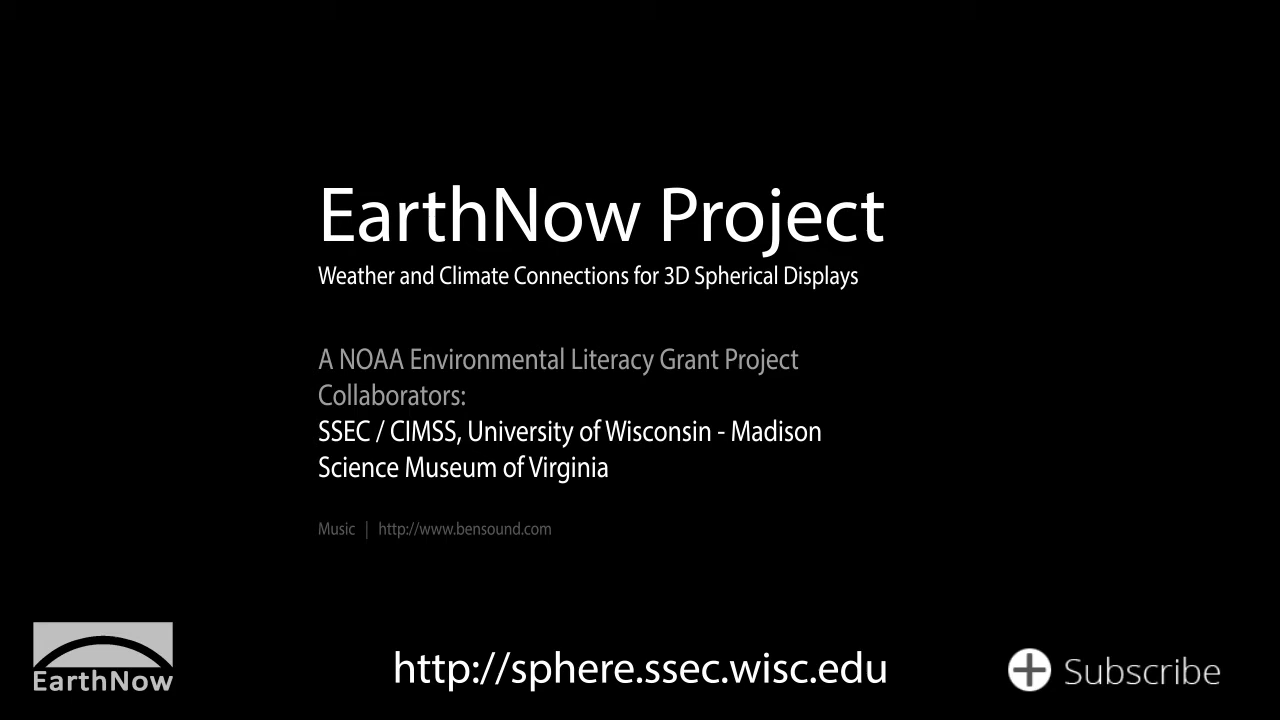 EarthNow Project
Weather and Climate Connections for 3D Spherical Displays
A NOAA Environmental Literacy Grant Project
Collaborators:
SSEC / CIMSS, University of Wisconsin - Madison
Science Museum of Virginia
Music | http://www.bensound.com
EarthNow
http://sphere.ssec.wisc.edu
Subscribe